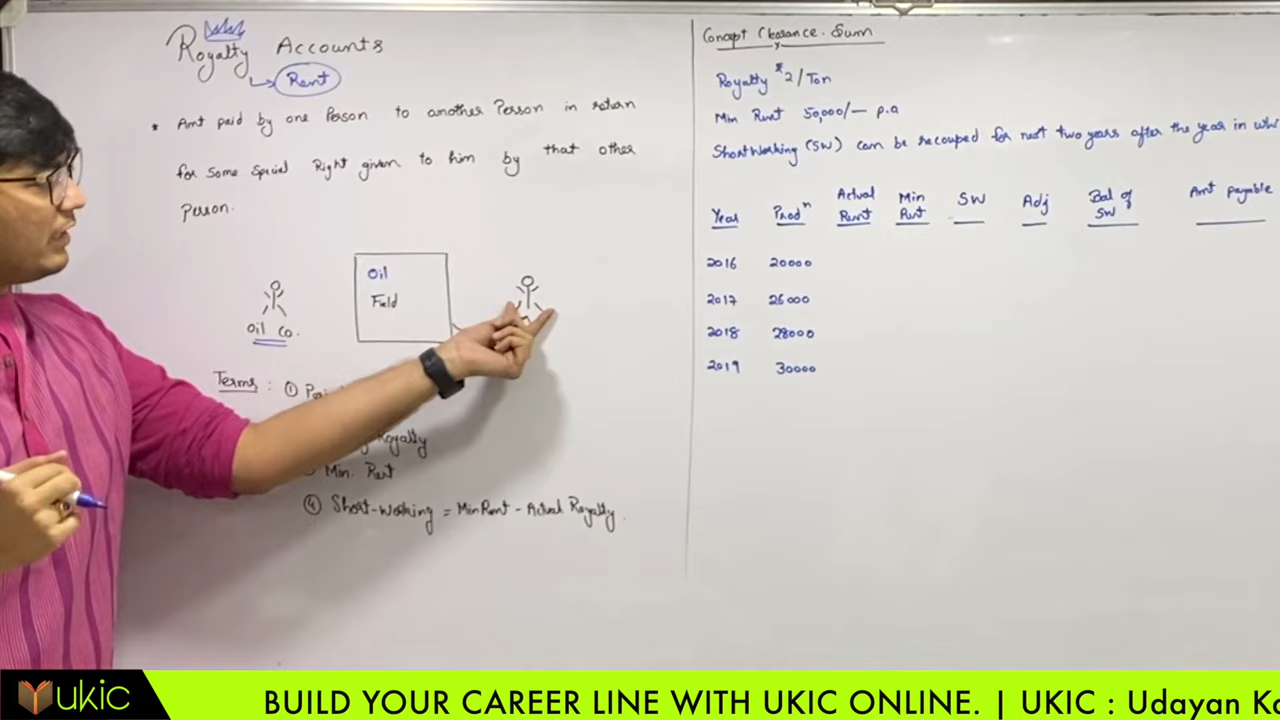 Royalty Accounts
Rent
* Amt paid by one Person to another Person in return
for some Special Right given to him by that other
Person.
Oil
Field
Oil Co.
Terms : ①
Royalty
Min. Rent
④ Short-Working = Min Rent - Actual Royalty.
Concept Clearance Sum
Royalty ₹ 2/Ton
Min Rent 50,000/— p.a
ShortWorking (SW) can be recouped for next two years after the year in
Year Prodⁿ Actual Rent Min Rent SW Adj Bal of SW Amt payable
2016 20000
2017 26000
2018 28000
2019 30000
ukic
BUILD YOUR CAREER LINE WITH UKIC ONLINE. | UKIC : Udayan